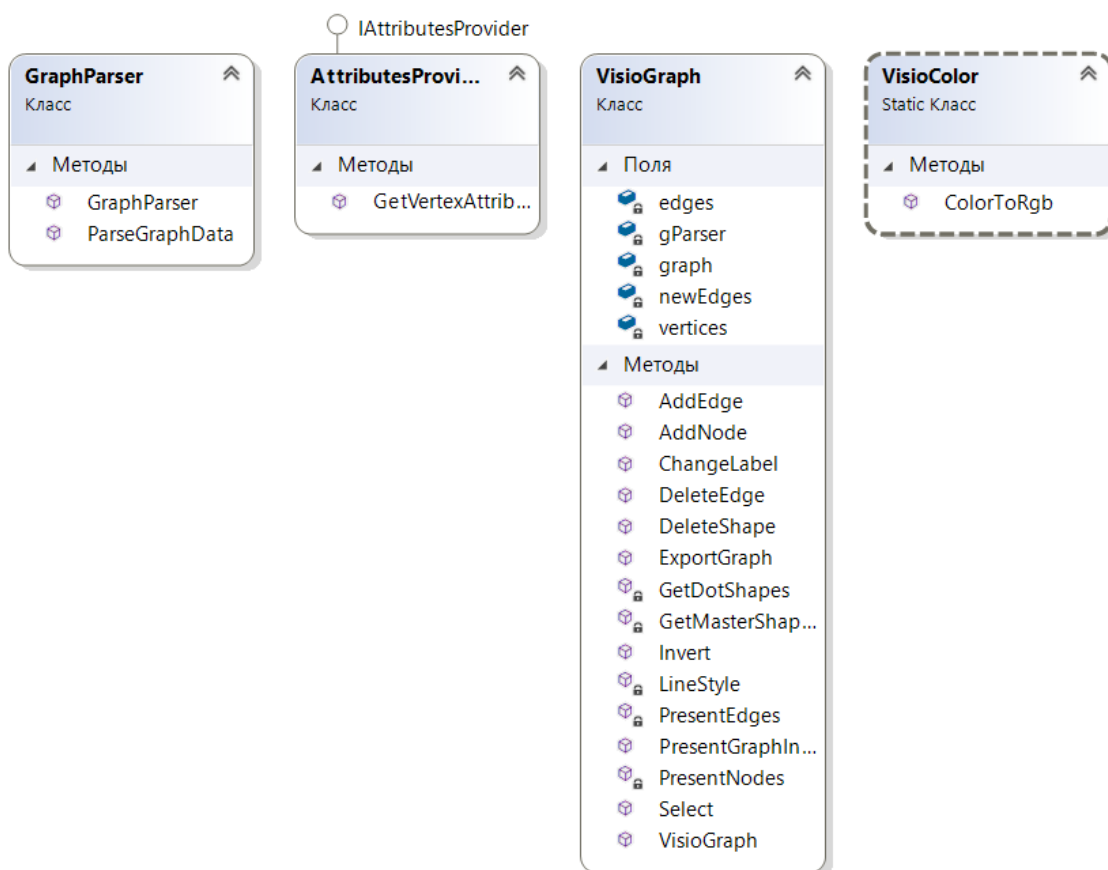 IAttributesProvider
GraphParser
Класс
Методы
GraphParser
ParseGraphData
AttributesProvi...
Класс
Методы
GetVertexAttrib...
VisioGraph
Класс
Поля
edges
gParser
graph
newEdges
vertices
Методы
AddEdge
AddNode
ChangeLabel
DeleteEdge
DeleteShape
ExportGraph
GetDotShapes
GetMasterShap...
Invert
LineStyle
PresentEdges
PresentGraphIn...
PresentNodes
Select
VisioGraph
VisioColor
Static Класс
Методы
ColorToRgb